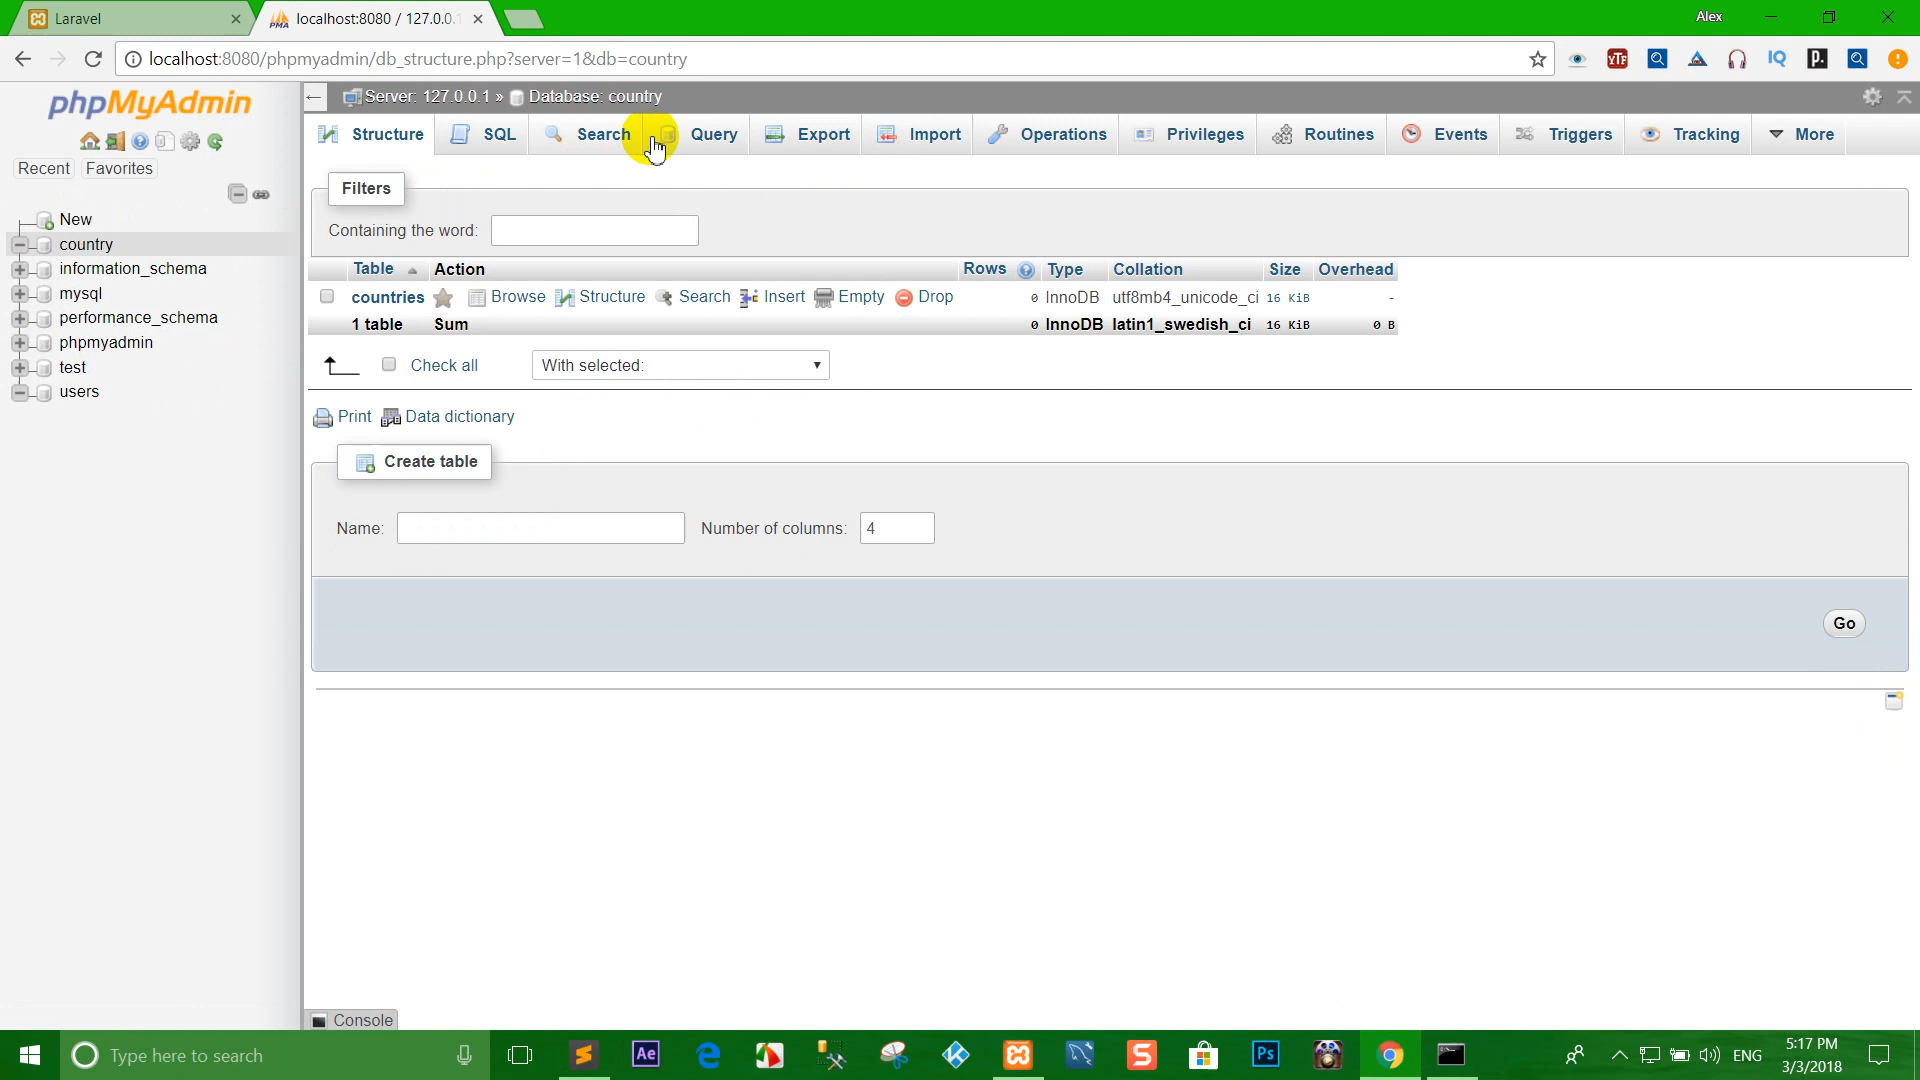 Laravel
localhost:8080 / 127.0.0.1
Alex
localhost:8080/phpmyadmin/db_structure.php?server=1&db=country
phpMyAdmin
Server: 127.0.0.1 » Database: country
Structure SQL Search Query Export Import Operations Privileges Routines Events Triggers Tracking More
Recent Favorites
New
country
information_schema
mysql
performance_schema
phpmyadmin
test
users
Filters
Containing the word:
Table Action Rows Type Collation Size Overhead
countries Browse Structure Search Insert Empty Drop 0 InnoDB utf8mb4_unicode_ci 16 KiB -
1 table Sum 0 InnoDB latin1_swedish_ci 16 KiB 0 B
Check all With selected:
Print Data dictionary
Create table
Name: Number of columns: 4
Go
Console
Type here to search
ENG
5:17 PM
3/3/2018